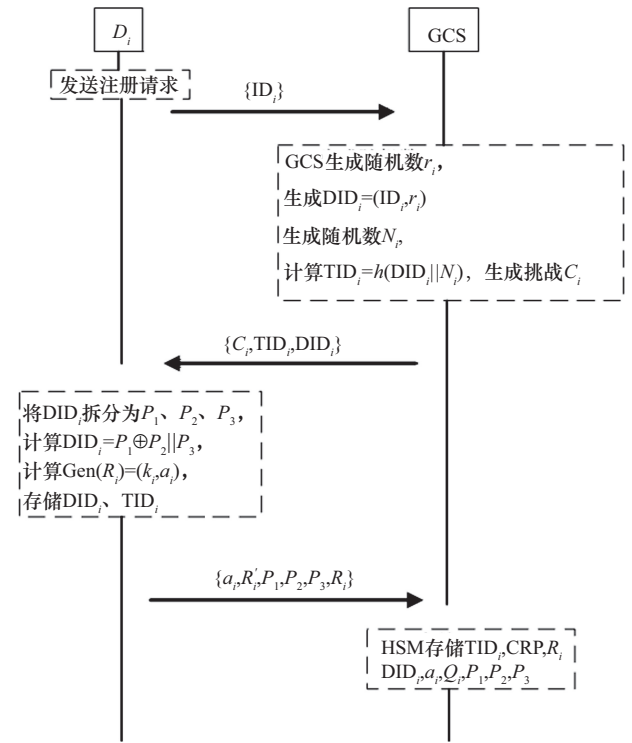 D_i
GCS
发送注册请求
{ID_i}
GCS生成随机数r_i,
生成DID_i=(ID_i,r_i)
生成随机数N_i,
计算TID_i=h(DID_i||N_i)，生成挑战C_i
{C_i,TID_i,DID_i}
将DID_i拆分为P_1、P_2、P_3,
计算DID_i=P_1⊕P_2||P_3,
计算Gen(R_i)=(k_i,a_i),
存储DID_i、TID_i
{a_i,R_i',P_1,P_2,P_3,R_i}
HSM存储TID_i,CRP,R_i
DID_i,a_i,Q_i,P_1,P_2,P_3